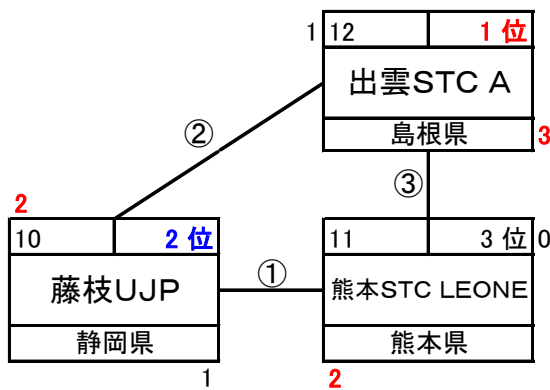 1 12 1 位
出雲STC A
島根県 3
②
③
2
10 2 位
藤枝UJP
静岡県
1
①
11 3 位 0
熊本STC LEONE
熊本県
2